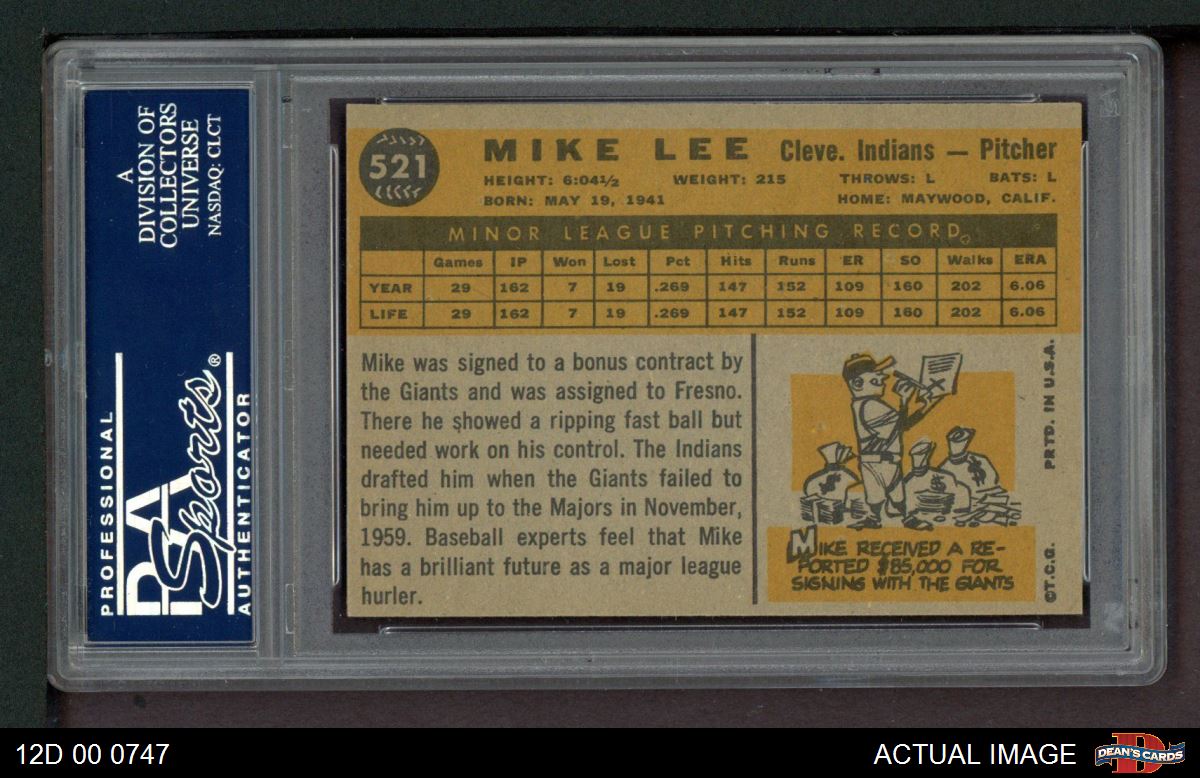 A
DIVISION OF
COLLECTORS
UNIVERSE
NASDAQ: CLCT
PROFESSIONAL
PSA
Sports®
AUTHENTICATOR
521
MIKE LEE Cleve. Indians — Pitcher
HEIGHT: 6:04½ WEIGHT: 215 THROWS: L BATS: L
BORN: MAY 19, 1941 HOME: MAYWOOD, CALIF.
MINOR LEAGUE PITCHING RECORD
Games IP Won Lost Pct Hits Runs ER SO Walks ERA
YEAR 29 162 7 19 .269 147 152 109 160 202 6.06
LIFE 29 162 7 19 .269 147 152 109 160 202 6.06
Mike was signed to a bonus contract by
the Giants and was assigned to Fresno.
There he showed a ripping fast ball but
needed work on his control. The Indians
drafted him when the Giants failed to
bring him up to the Majors in November,
1959. Baseball experts feel that Mike
has a brilliant future as a major league
hurler.
X
$ $ $
MIKE RECEIVED A RE-
PORTED $85,000 FOR
SIGNING WITH THE GIANTS
©T.C.G. PRTD. IN U.S.A.
12D 00 0747 ACTUAL IMAGE
DEAN'S CARDS